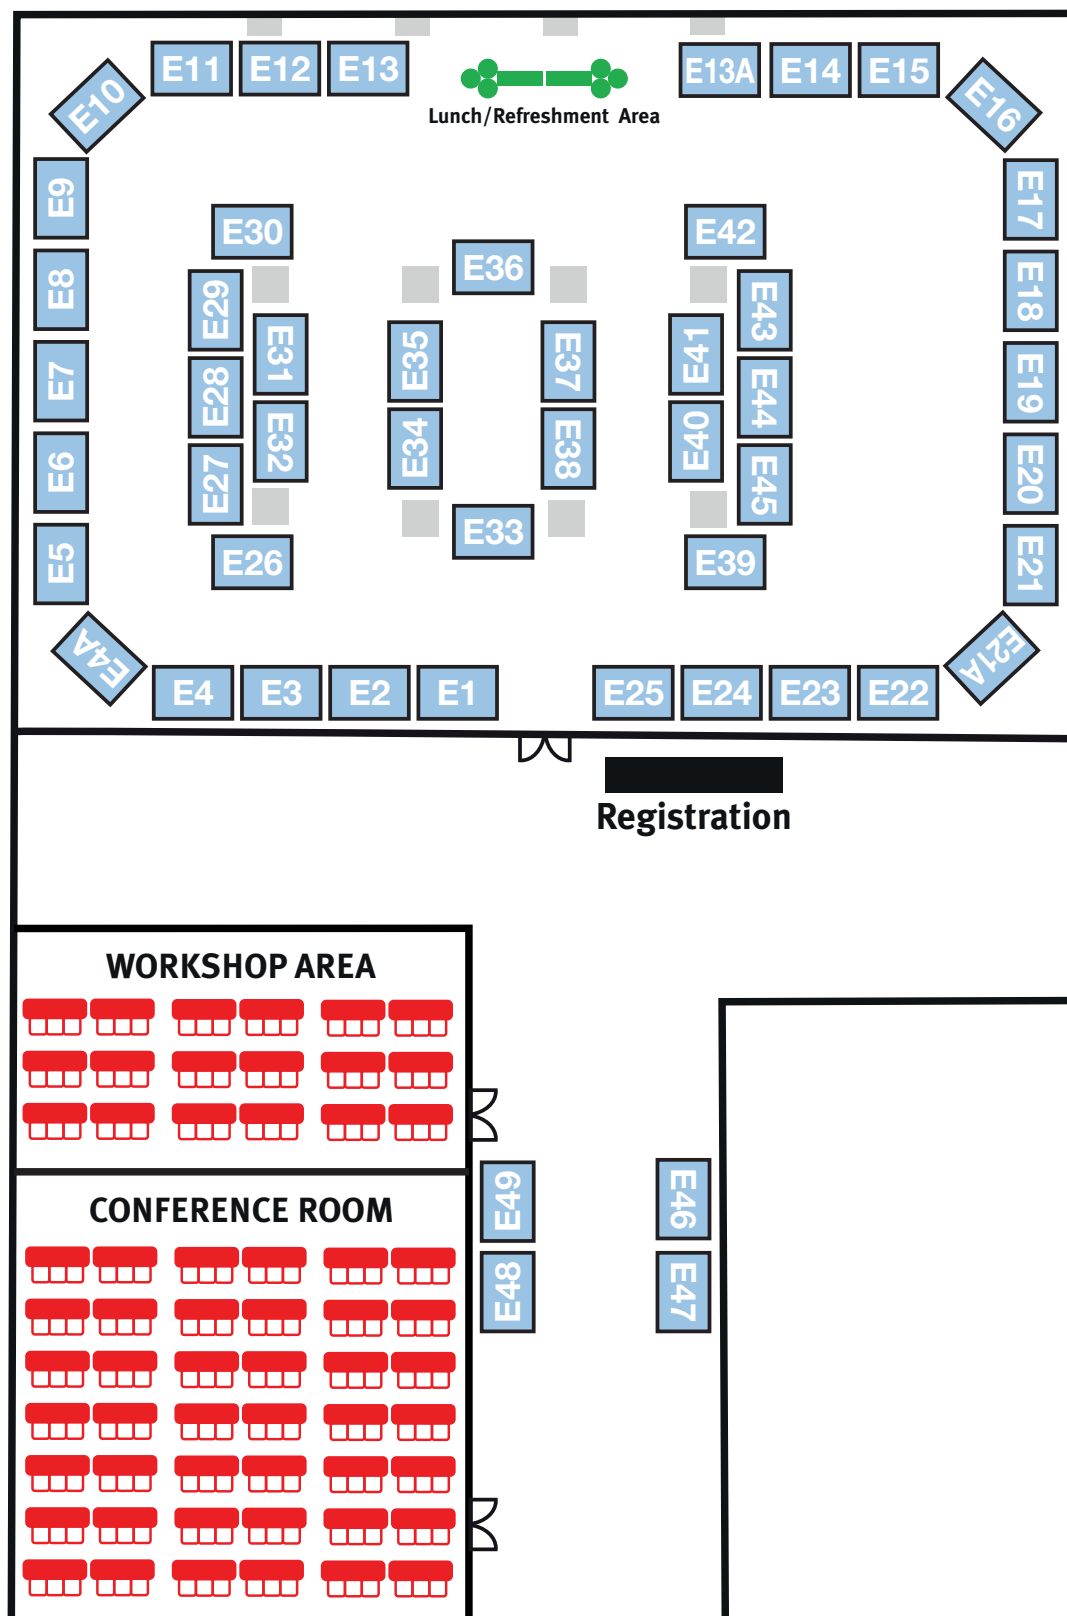 E11 E12 E13
E13A E14 E15
Lunch/Refreshment Area
E10
E16
E9
E17
E30
E42
E36
E8
E18
E29
E43
E31
E41
E35
E37
E7
E19
E28
E44
E32
E40
E34
E38
E6
E20
E27
E45
E33
E26
E39
E5
E21
E4A
E21A
E4 E3 E2 E1
E25 E24 E23 E22
Registration
WORKSHOP AREA
E49
E46
CONFERENCE ROOM
E48
E47